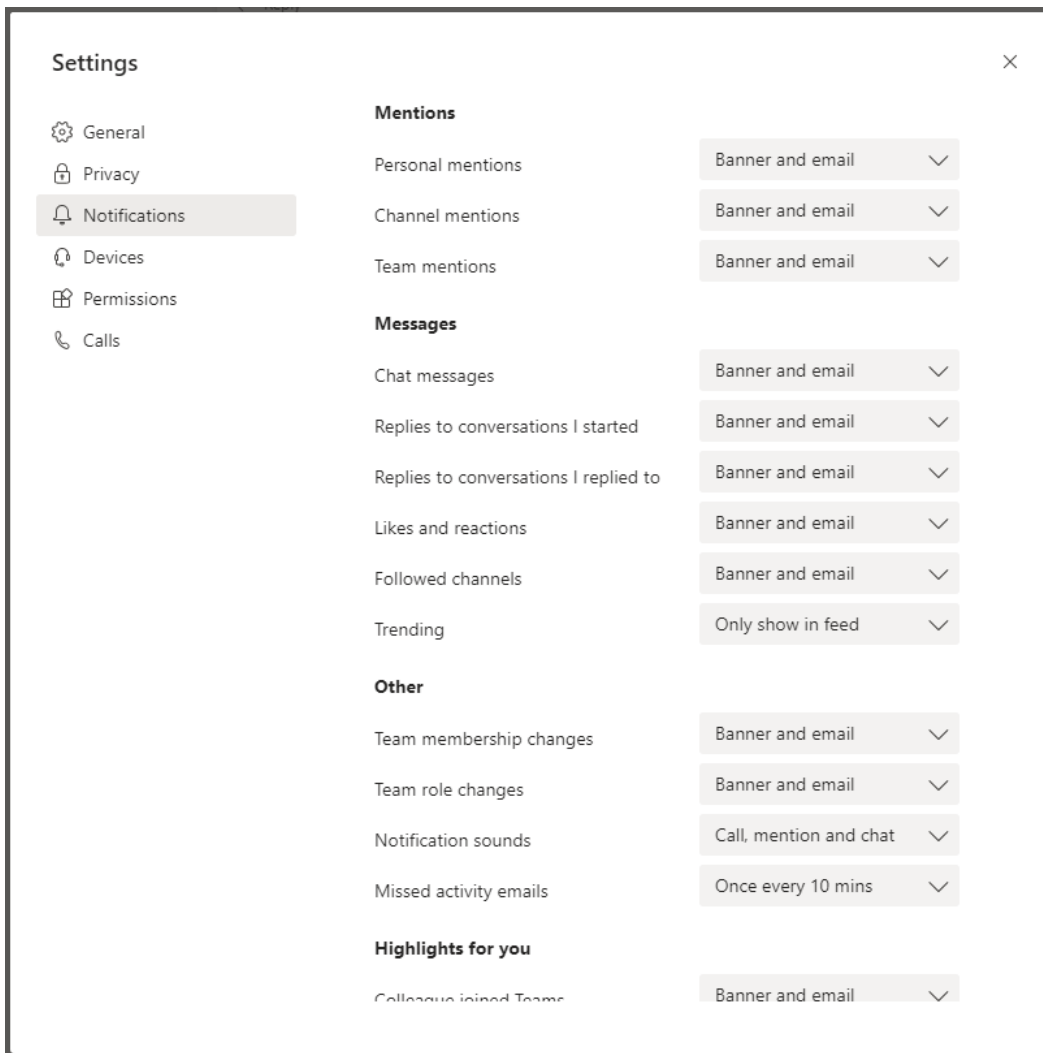 Settings
General
Privacy
Notifications
Devices
Permissions
Calls
Mentions
Personal mentions Banner and email
Channel mentions Banner and email
Team mentions Banner and email
Messages
Chat messages Banner and email
Replies to conversations I started Banner and email
Replies to conversations I replied to Banner and email
Likes and reactions Banner and email
Followed channels Banner and email
Trending Only show in feed
Other
Team membership changes Banner and email
Team role changes Banner and email
Notification sounds Call, mention and chat
Missed activity emails Once every 10 mins
Highlights for you
Colleague joined Teams Banner and email